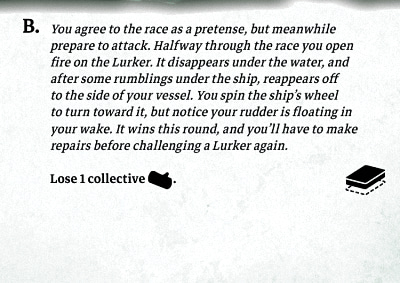 B. You agree to the race as a pretense, but meanwhile
prepare to attack. Halfway through the race you open
fire on the Lurker. It disappears under the water, and
after some rumblings under the ship, reappears off
to the side of your vessel. You spin the ship's wheel
to turn toward it, but notice your rudder is floating in
your wake. It wins this round, and you'll have to make
repairs before challenging a Lurker again.
Lose 1 collective .